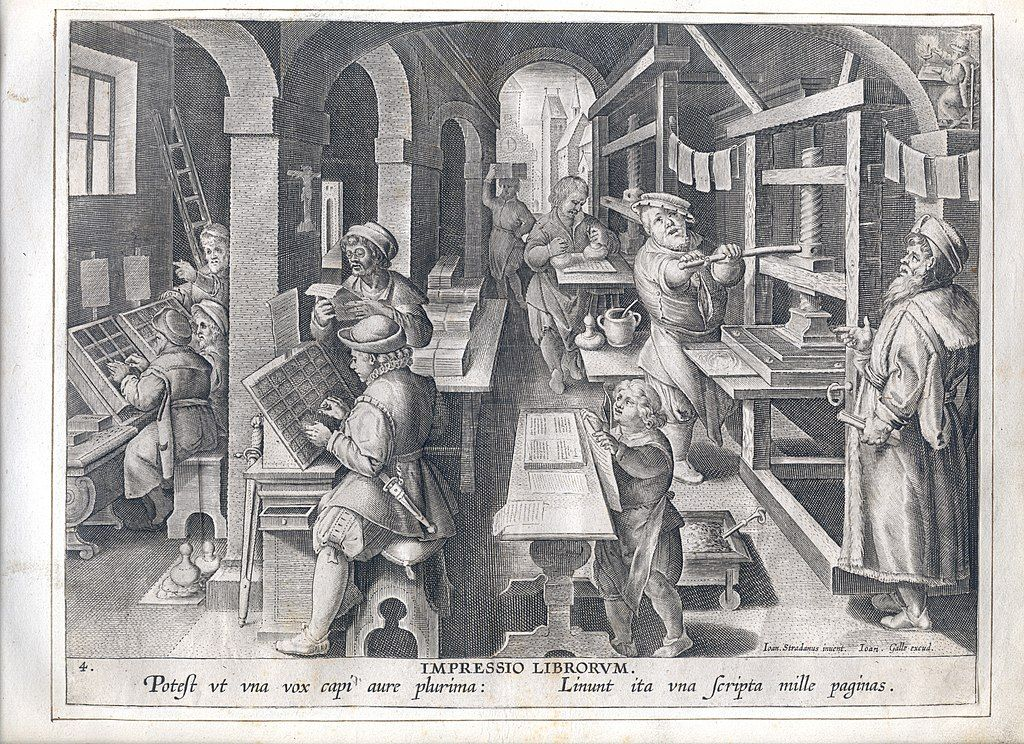 Ioan. Stradanus invent. Ioan. Galle excud.
4. IMPRESSIO LIBRORVM.
Poteſt vt vna vox capi aure plurima: Linunt ita vna ſcripta mille paginas.